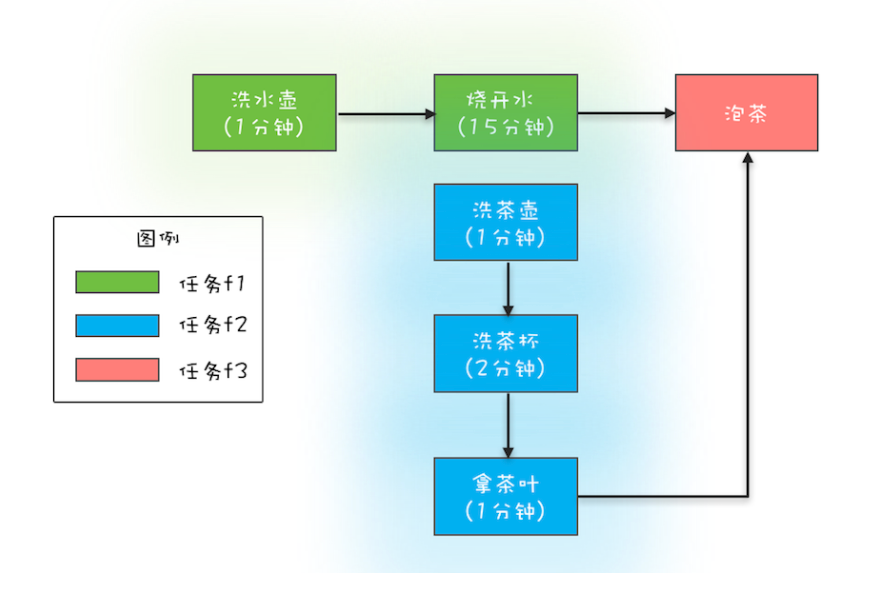 洗水壶
(1分钟)
烧开水
(15分钟)
泡茶
洗茶壶
(1分钟)
图例
任务f1
任务f2
任务f3
洗茶杯
(2分钟)
拿茶叶
(1分钟)